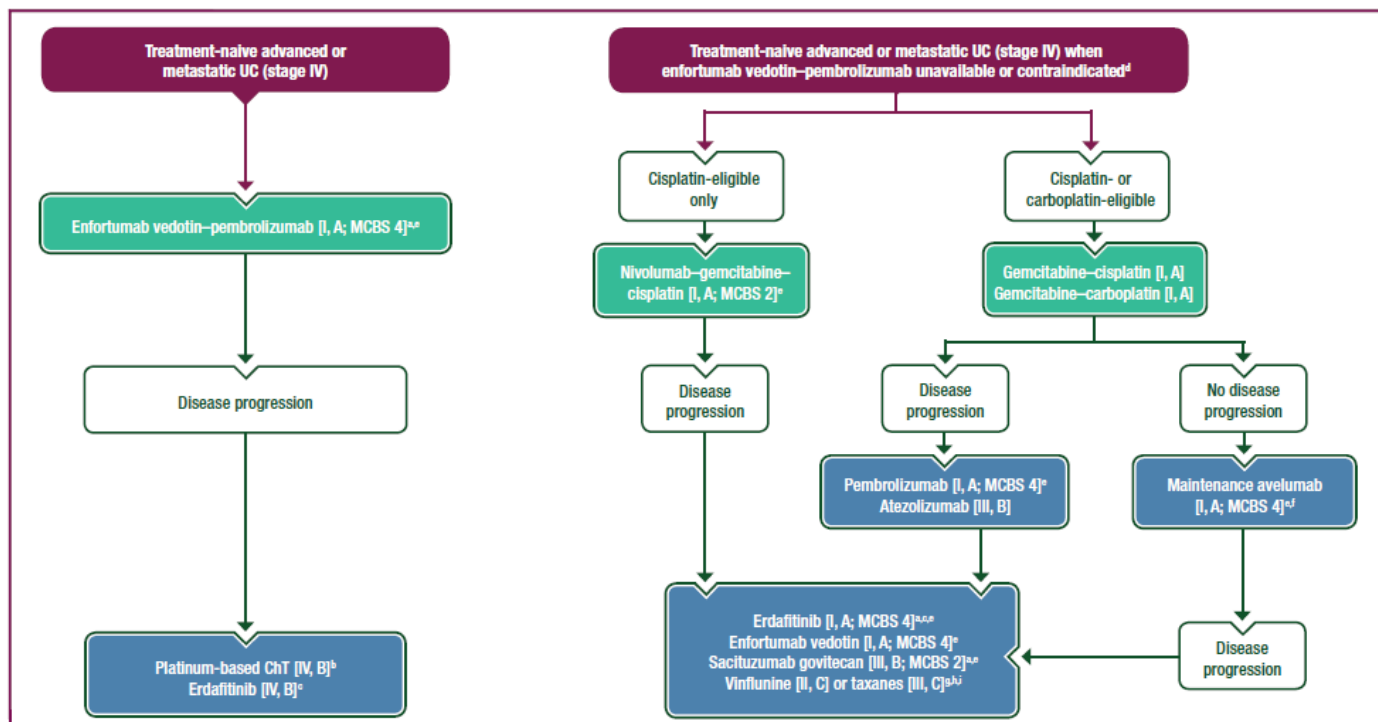 Treatment-naive advanced or
metastatic UC (stage IV)
Enfortumab vedotin–pembrolizumab [I, A; MCBS 4]a,e
Disease progression
Platinum-based ChT [IV, B]b
Erdafitinib [IV, B]c
Treatment-naive advanced or metastatic UC (stage IV) when
enfortumab vedotin–pembrolizumab unavailable or contraindicatedd
Cisplatin-eligible
only
Cisplatin- or
carboplatin-eligible
Nivolumab–gemcitabine–
cisplatin [I, A; MCBS 2]e
Gemcitabine–cisplatin [I, A]
Gemcitabine–carboplatin [I, A]
Disease
progression
Disease
progression
No disease
progression
Pembrolizumab [I, A; MCBS 4]e
Atezolizumab [III, B]
Maintenance avelumab
[I, A; MCBS 4]e,f
Erdafitinib [I, A; MCBS 4]a,c,e
Enfortumab vedotin [I, A; MCBS 4]e
Sacituzumab govitecan [III, B; MCBS 2]a,e
Vinflunine [II, C] or taxanes [III, C]g,h,i
Disease
progression